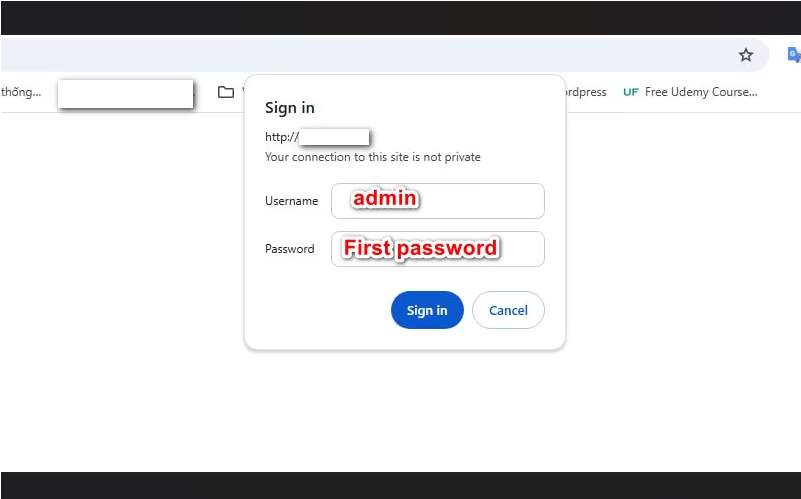 thống...
ordpress
UF Free Udemy Course...
Sign in
http://
Your connection to this site is not private
Username admin
Password First password
Sign in Cancel